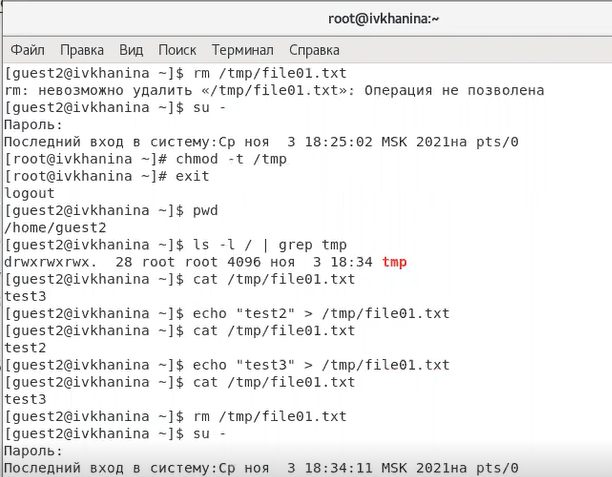 root@ivkhanina:~
Файл Правка Вид Поиск Терминал Справка
[guest2@ivkhanina ~]$ rm /tmp/file01.txt
rm: невозможно удалить «/tmp/file01.txt»: Операция не позволена
[guest2@ivkhanina ~]$ su -
Пароль:
Последний вход в систему:Ср ноя  3 18:25:02 MSK 2021на pts/0
[root@ivkhanina ~]# chmod -t /tmp
[root@ivkhanina ~]# exit
logout
[guest2@ivkhanina ~]$ pwd
/home/guest2
[guest2@ivkhanina ~]$ ls -l / | grep tmp
drwxrwxrwx.  28 root root 4096 ноя  3 18:34 tmp
[guest2@ivkhanina ~]$ cat /tmp/file01.txt
test3
[guest2@ivkhanina ~]$ echo "test2" > /tmp/file01.txt
[guest2@ivkhanina ~]$ cat /tmp/file01.txt
test2
[guest2@ivkhanina ~]$ echo "test3" > /tmp/file01.txt
[guest2@ivkhanina ~]$ cat /tmp/file01.txt
test3
[guest2@ivkhanina ~]$ rm /tmp/file01.txt
[guest2@ivkhanina ~]$ su -
Пароль:
Последний вход в систему:Ср ноя  3 18:34:11 MSK 2021на pts/0